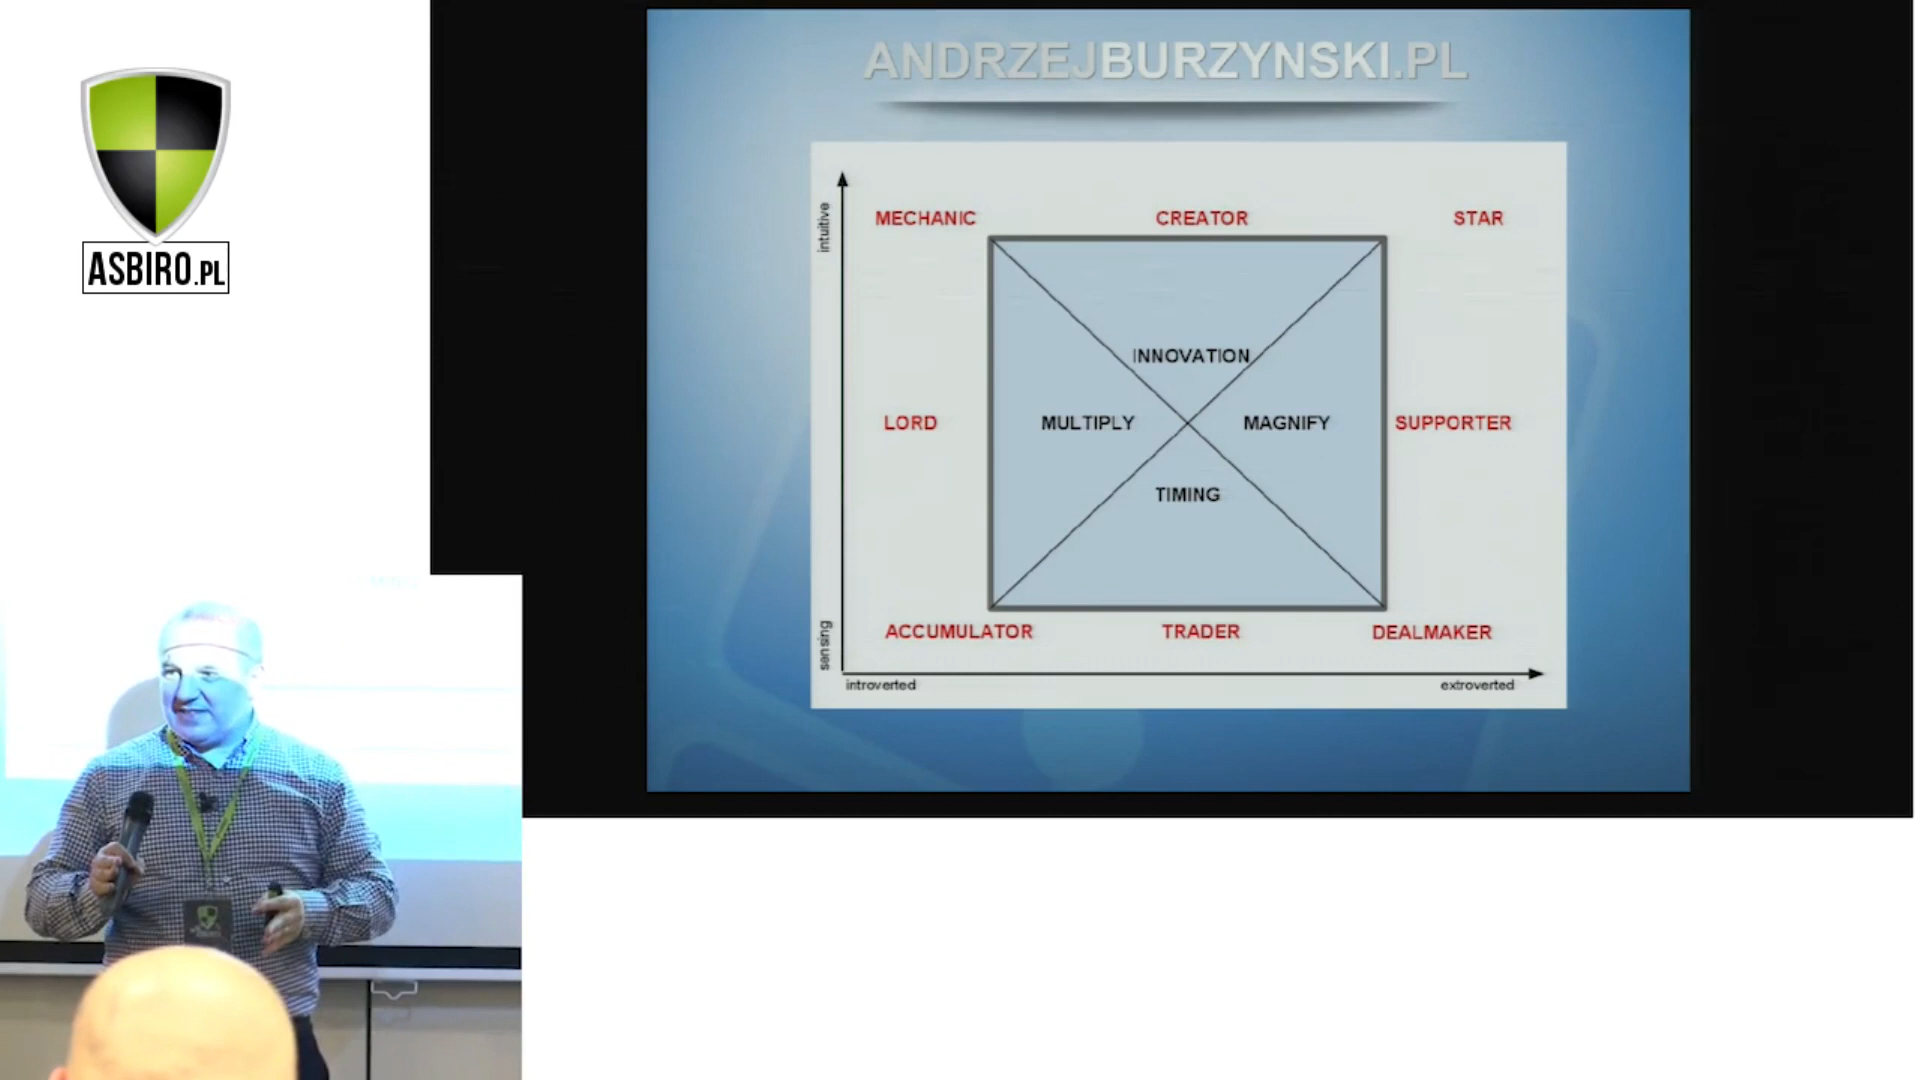 ASBIRO.PL
ANDRZEJBURZYNSKI.PL
intuitive
MECHANIC
CREATOR
STAR
INNOVATION
LORD
MULTIPLY
MAGNIFY
SUPPORTER
TIMING
sensing
ACCUMULATOR
TRADER
DEALMAKER
introverted
extroverted